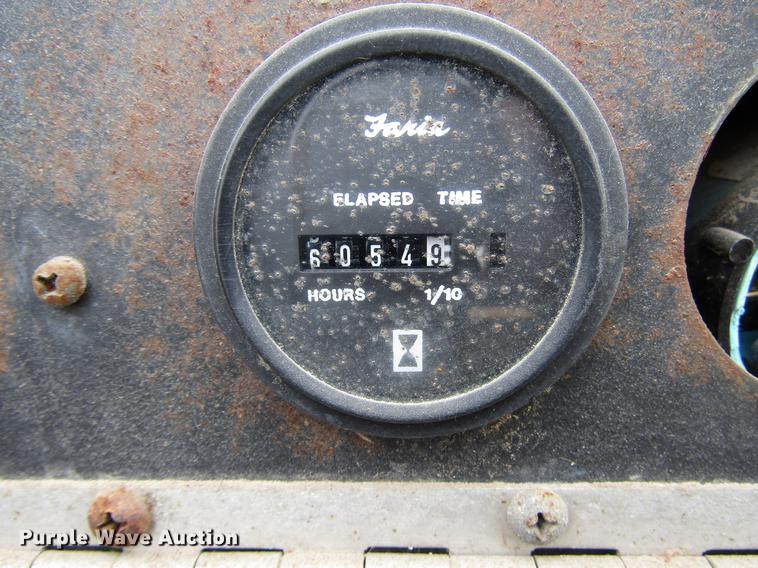 Faria
ELAPSED TIME
60549
HOURS 1/10
Purple Wave Auction